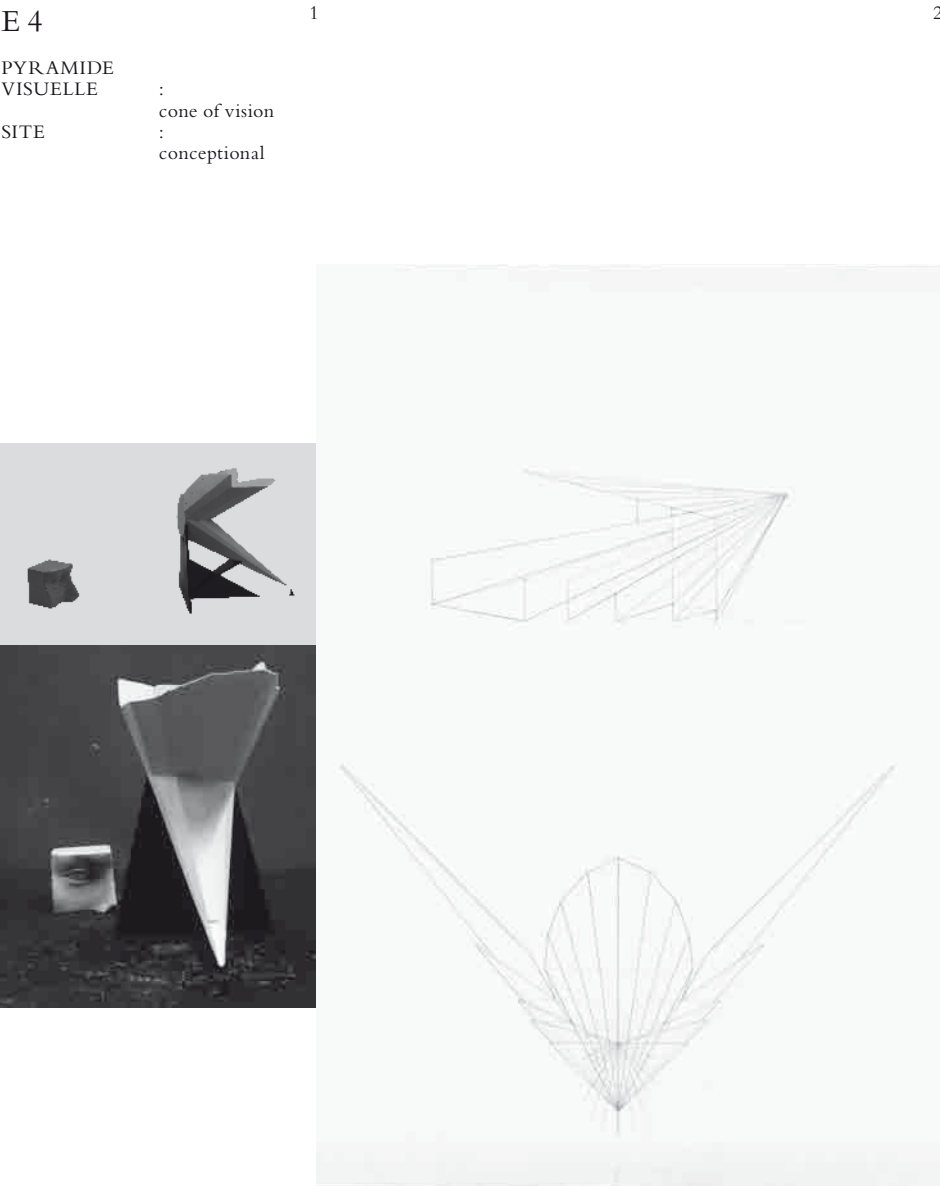 E 4
1
2
PYRAMIDE
VISUELLE :
cone of vision
SITE :
conceptional